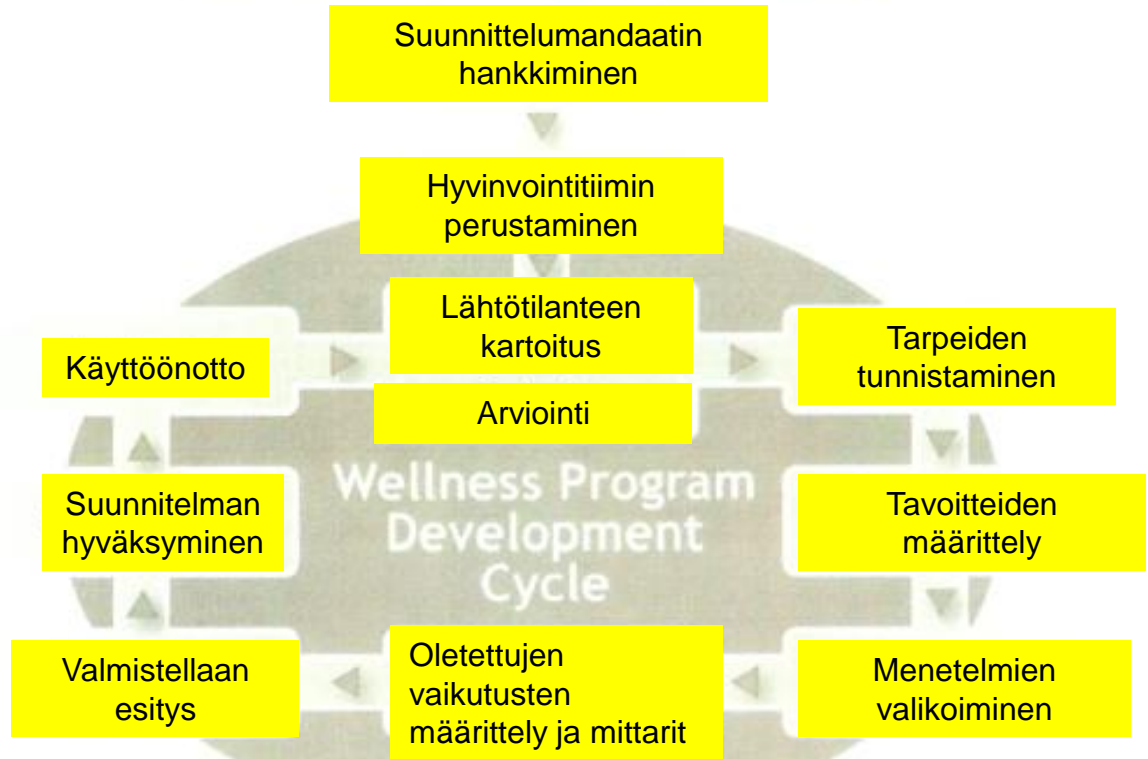 Suunnittelumandaatin
hankkiminen
Hyvinvointitiimin
perustaminen
Lähtötilanteen
kartoitus
Arviointi
Tarpeiden
tunnistaminen
Tavoitteiden
määrittely
Menetelmien
valikoiminen
Oletettujen
vaikutusten
määrittely ja mittarit
Valmistellaan
esitys
Suunnitelman
hyväksyminen
Käyttöönotto
Wellness Program
Development
Cycle